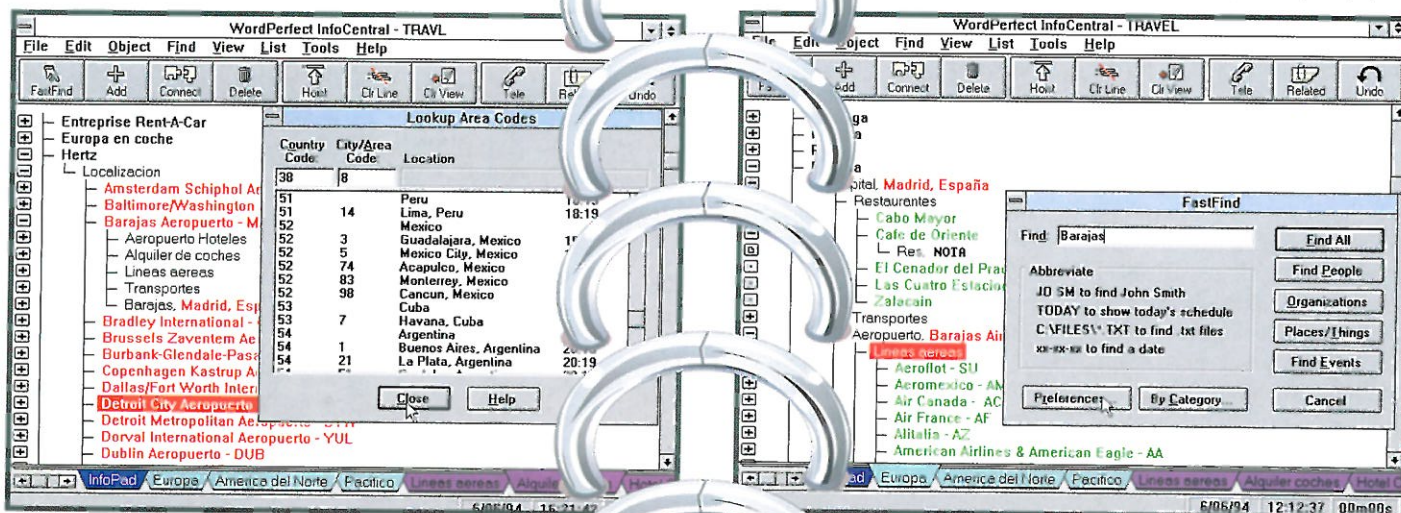 WordPerfect InfoCentral - TRAVL
File Edit Object Find View List Tools Help
FastFind Add Connect Delete Hoist Clr Line Clr View Tele Undo
Entreprise Rent-A-Car
Europa en coche
Hertz
Localizacion
Amsterdam Schiphol
Baltimore/Washington
Barajas Aeropuerto -
Aeropuerto Hoteles
Alquiler de coches
Lineas aereas
Transportes
Barajas, Madrid,
Bradley International -
Brussels Zaventem
Burbank-Glendale-
Copenhagen Kastrup
Dallas/Fort Worth
Detroit City Aeropuerto
Detroit Metropolitan
Dorval International Aeropuerto - YUL
Dublin Aeropuerto - DUB
Lookup Area Codes
Country Code: City/Area Code: Location
38 8
51 Peru
51 14 Lima, Peru 18:19
52 Mexico
52 3 Guadalajara, Mexico
52 5 Mexico City, Mexico
52 74 Acapulco, Mexico
52 83 Monterrey, Mexico
52 98 Cancun, Mexico
53 Cuba
53 7 Havana, Cuba
54 Argentina
54 1 Buenos Aires, Argentina
54 21 La Plata, Argentina 20:19
Close Help
InfoPad Europa America del Norte Pacifico Lineas aereas
6/06/94 16:21:42
WordPerfect InfoCentral - TRAVEL
File Edit Object Find View List Tools Help
Add Connect Delete Hoist Clr Line Clr View Tele Related Undo
Madrid, España
Restaurantes
Cabo Mayor
Cafe de Oriente
Res. NOTA
El Cenador del
Las Cuatro
Zalacain
Transportes
Aeropuerto, Barajas
Lineas aereas
Aeroflot - SU
Aeromexico -
Air Canada - AC
Air France - AF
Alitalia - AZ
American Airlines & American Eagle - AA
FastFind
Find: Barajas
Abbreviate
JO SM to find John Smith
TODAY to show today's schedule
C:\FILES\*.TXT to find .txt files
xx-xx-xx to find a date
Find All
Find People
Organizations
Places/Things
Find Events
Preferences By Category... Cancel
Europa America del Norte Pacifico Lineas aereas Alquiler coches Hotel
6/06/94 12:12:37 00m00s